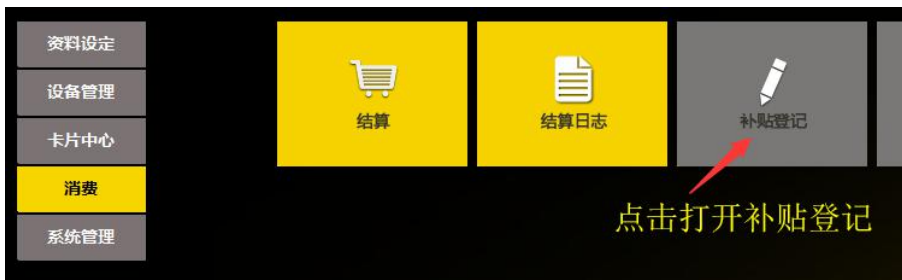 资料设定
设备管理
卡片中心
消费
系统管理
结算
结算日志
补贴登记
点击打开补贴登记